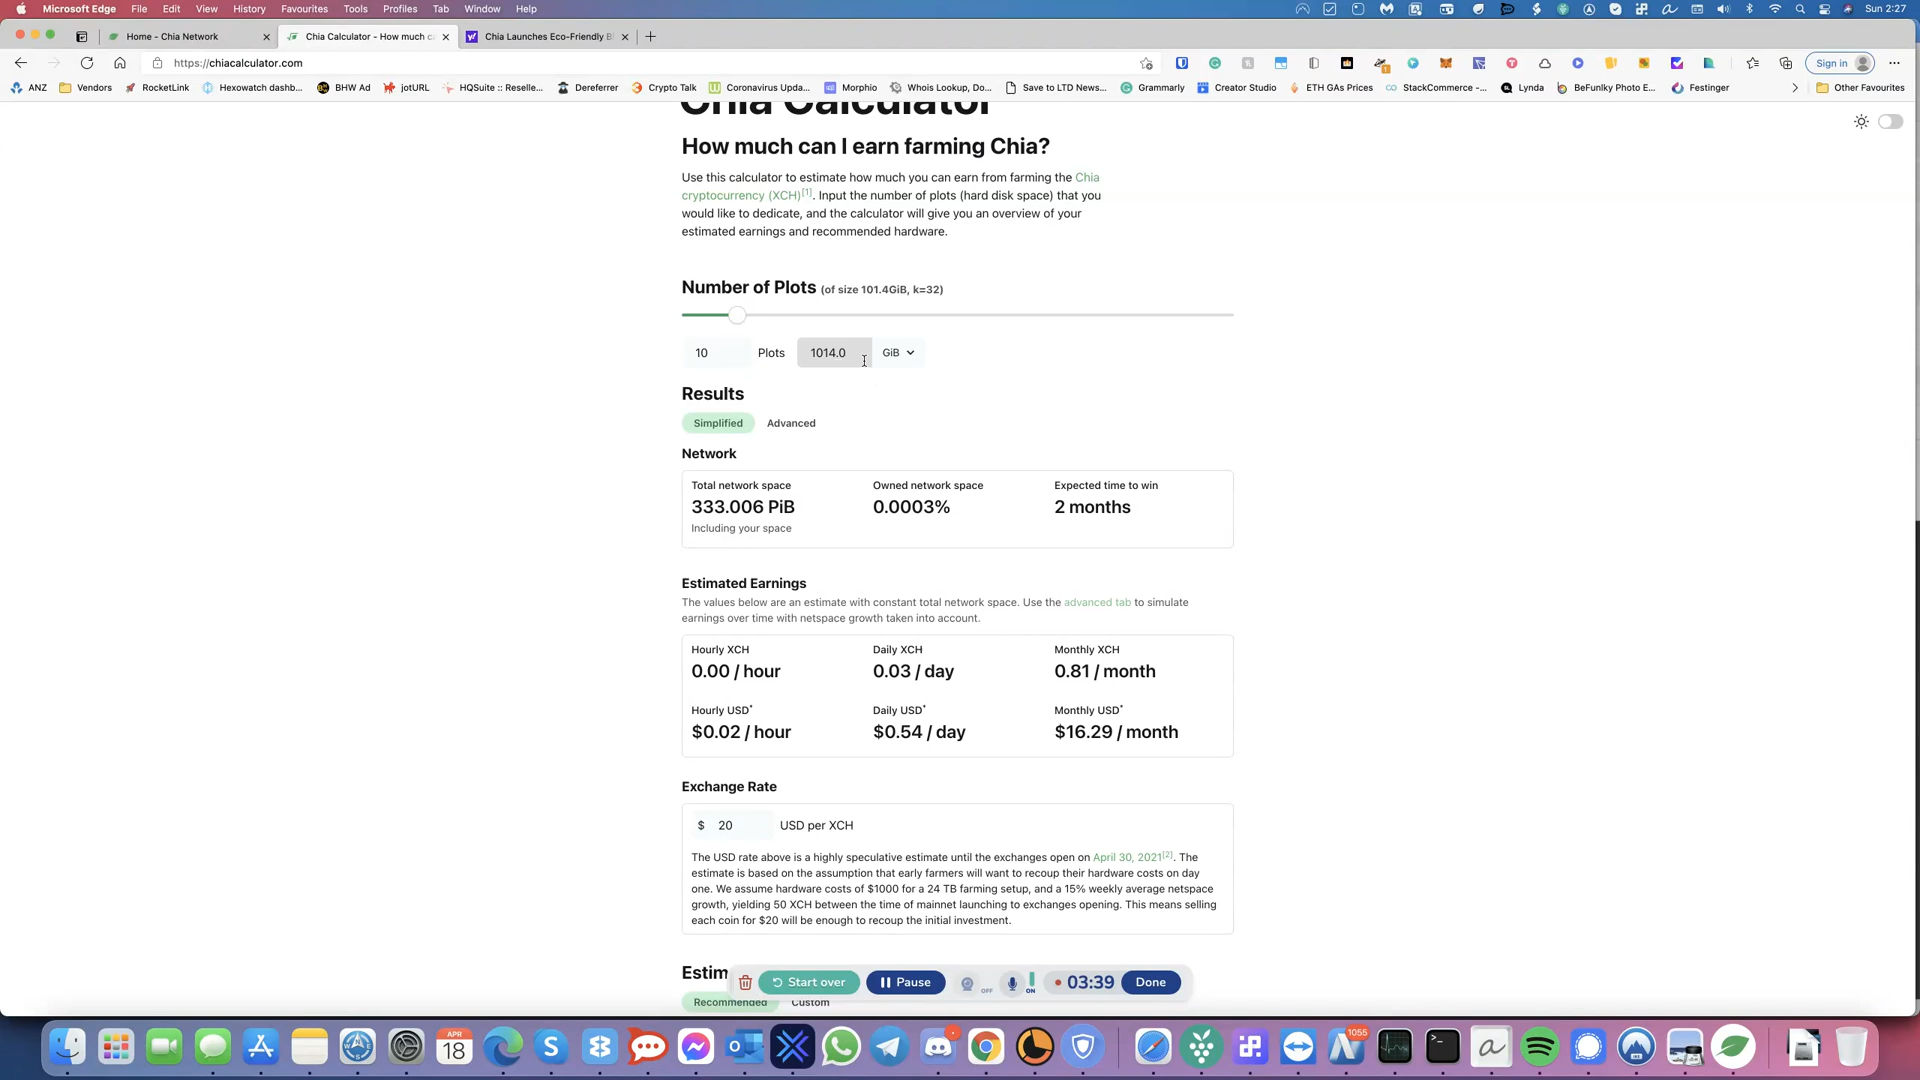 Microsoft Edge File Edit View History Favourites Tools Profiles Tab Window Help Sun 2:27
Home - Chia Network
Chia Calculator - How much c
Chia Launches Eco-Friendly B
https://chiacalculator.com
Sign in
ANZ Vendors RocketLink Hexowatch dashb... BHW Ad jotURL HQSuite :: Reselle... Dereferrer Crypto Talk Coronavirus Upda... Morphio Whois Lookup, Do... Save to LTD News... Grammarly Creator Studio ETH GAs Prices StackCommerce -... Lynda BeFunlky Photo E... Festinger Other Favourites
Chia Calculator
How much can I earn farming Chia?
Use this calculator to estimate how much you can earn from farming the Chia
cryptocurrency (XCH)[1]. Input the number of plots (hard disk space) that you
would like to dedicate, and the calculator will give you an overview of your
estimated earnings and recommended hardware.
Number of Plots (of size 101.4GiB, k=32)
10 Plots 1014.0 GiB
Results
Simplified Advanced
Network
Total network space Owned network space Expected time to win
333.006 PiB 0.0003% 2 months
Including your space
Estimated Earnings
The values below are an estimate with constant total network space. Use the advanced tab to simulate
earnings over time with netspace growth taken into account.
Hourly XCH Daily XCH Monthly XCH
0.00 / hour 0.03 / day 0.81 / month
Hourly USD* Daily USD* Monthly USD*
$0.02 / hour $0.54 / day $16.29 / month
Exchange Rate
$ 20 USD per XCH
The USD rate above is a highly speculative estimate until the exchanges open on April 30, 2021[2]. The
estimate is based on the assumption that early farmers will want to recoup their hardware costs on day
one. We assume hardware costs of $1000 for a 24 TB farming setup, and a 15% weekly average netspace
growth, yielding 50 XCH between the time of mainnet launching to exchanges opening. This means selling
each coin for $20 will be enough to recoup the initial investment.
Estim
Start over Pause OFF ON 03:39 Done
Recommended Custom
APR
18
1055